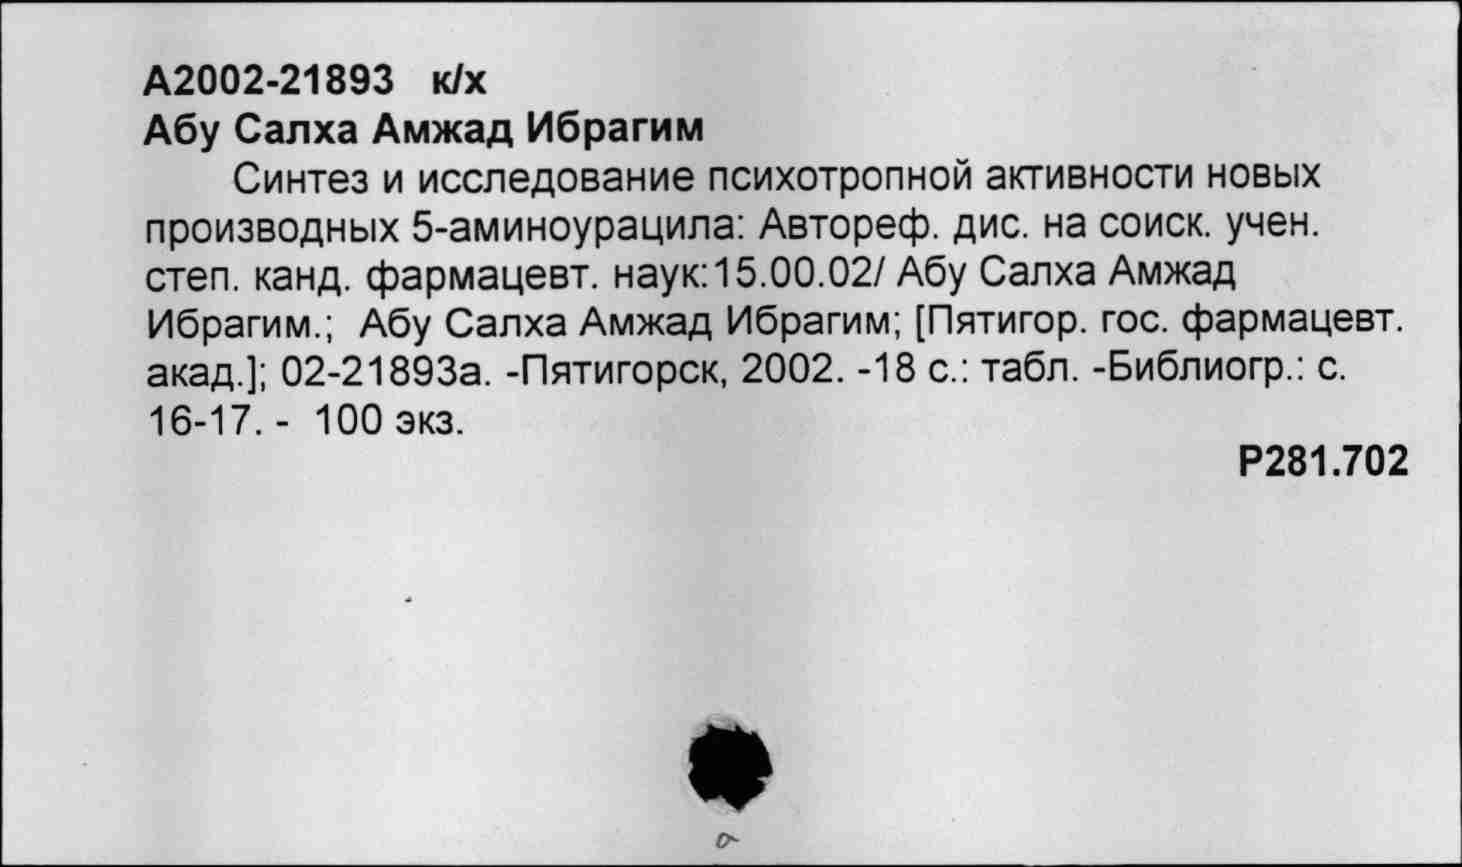 А2002-21893 к/х
Абу Салха Амжад Ибрагим
Синтез и исследование психотропной активности новых
производных 5-аминоурацила: Автореф. дис. на соиск. учен.
степ. канд. фармацевт. наук:15.00.02/ Абу Салха Амжад
Ибрагим.; Абу Салха Амжад Ибрагим; [Пятигор. гос. фармацевт.
акад.]; 02-21893а. -Пятигорск, 2002. -18 с.: табл. -Библиогр.: с.
16-17. - 100 экз.
Р281.702